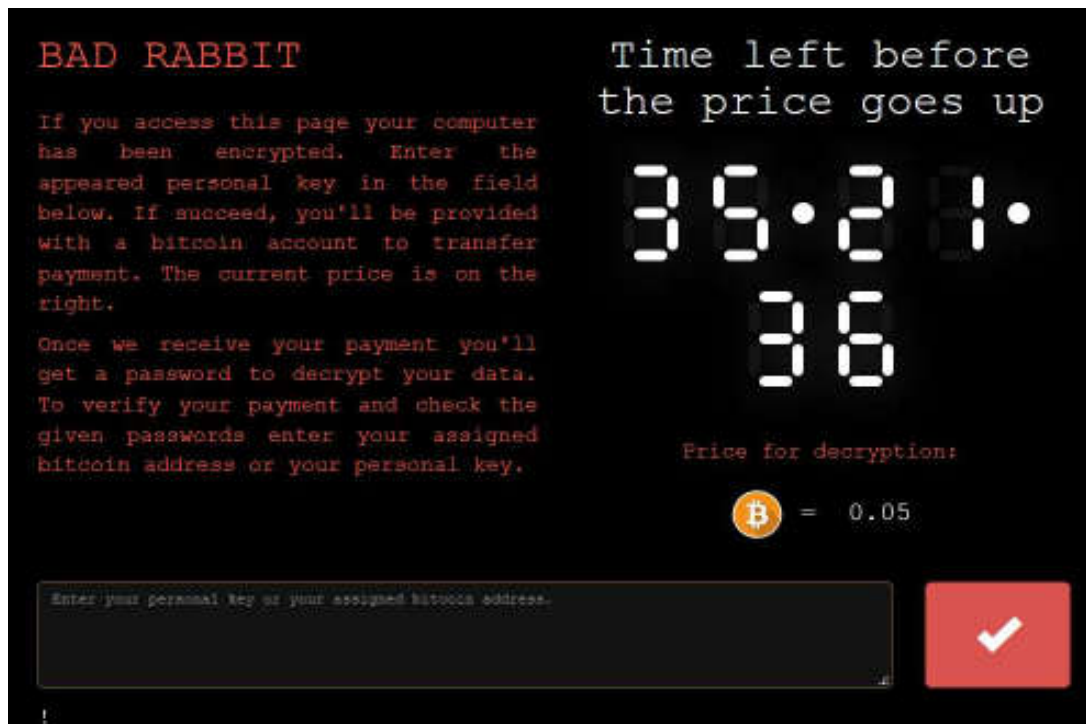 BAD RABBIT
If you access this page your computer
has been encrypted. Enter the
appeared personal key in the field
below. If succeed, you'll be provided
with a bitcoin account to transfer
payment. The current price is on the
right.
Once we receive your payment you'll
get a password to decrypt your data.
To verify your payment and check the
given passwords enter your assigned
bitcoin address or your personal key.
Time left before
the price goes up
35·21·
36
Price for decryption:
₿ = 0.05
Enter your personal key or your assigned bitcoin address.
!